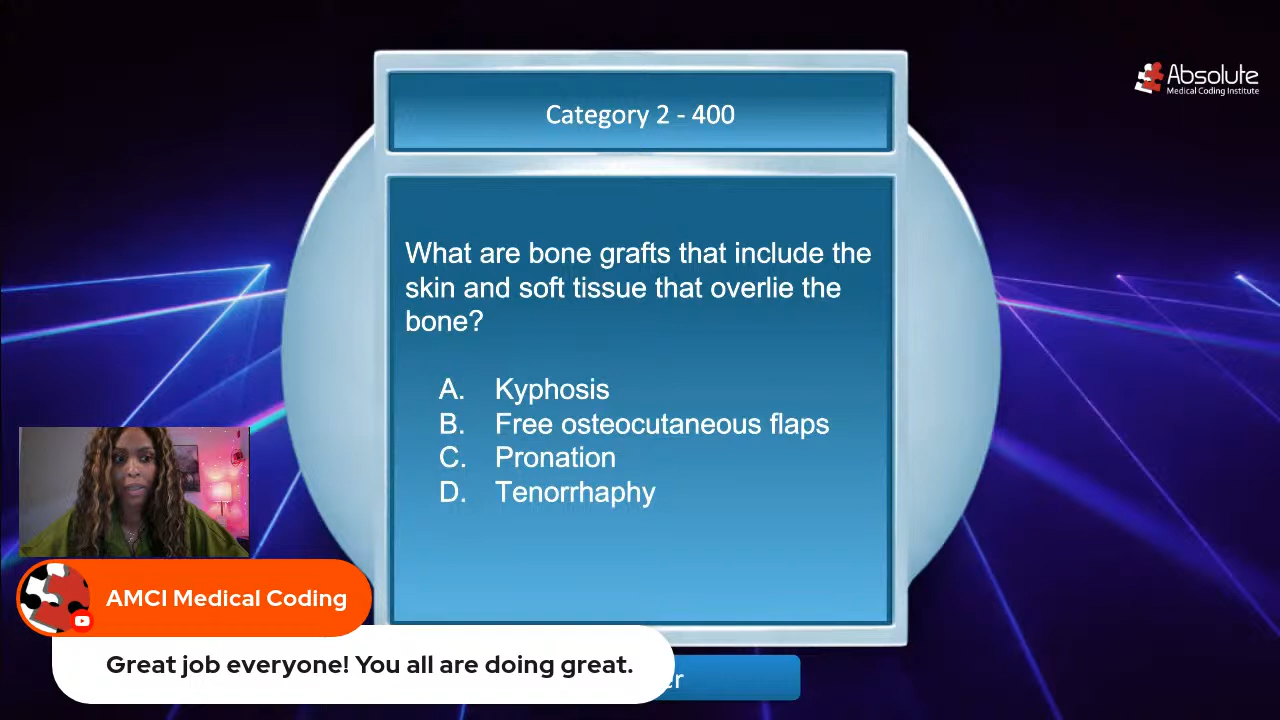 Category 2 - 400
Absolute
Medical Coding Institute
What are bone grafts that include the
skin and soft tissue that overlie the
bone?
A. Kyphosis
B. Free osteocutaneous flaps
C. Pronation
D. Tenorrhaphy
AMCI Medical Coding
Great job everyone! You all are doing great.